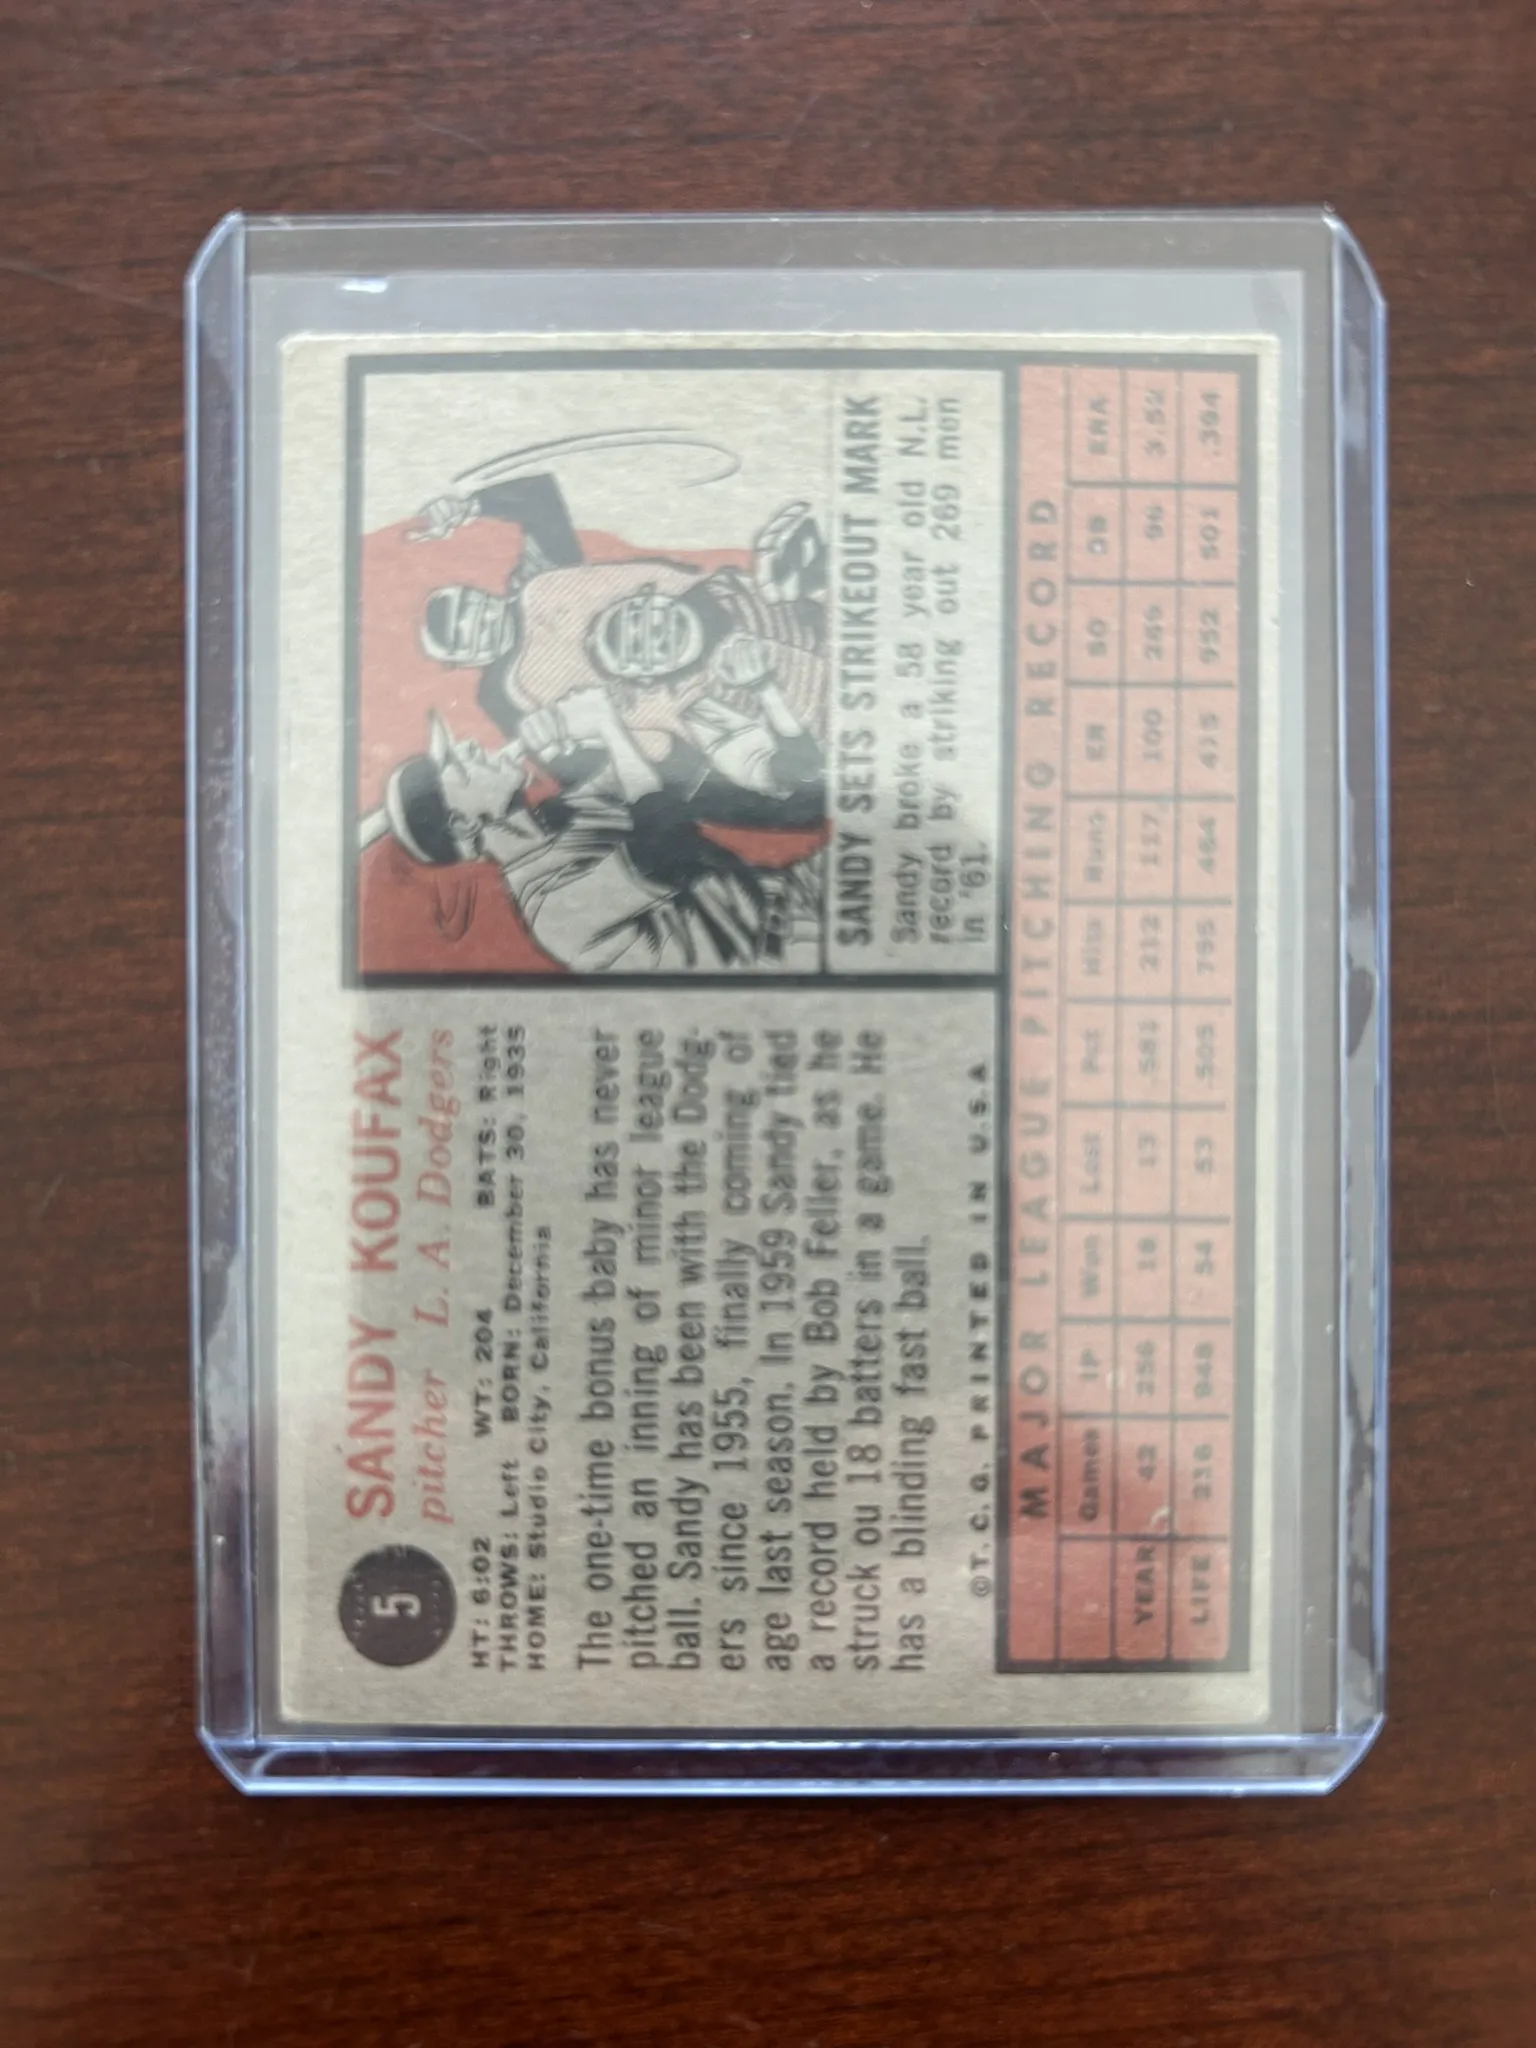 5
SANDY KOUFAX
pitcher L. A. Dodgers
HT: 6:02 WT: 204 BATS: Right
THROWS: Left BORN: December 30, 1935
HOME: Studio City, California
The one-time bonus baby has never
pitched an inning of minor league
ball. Sandy has been with the Dodg-
ers since 1955, finally coming of
age last season. In 1959 Sandy tied
a record held by Bob Feller, as he
struck ou 18 batters in a game. He
has a blinding fast ball.
©T. C. G. PRINTED IN U.S.A
SANDY SETS STRIKEOUT MARK
Sandy broke a 58 year old N.L.
record by striking out 269 men
in '61.
MAJOR LEAGUE PITCHING RECORD
Games IP Won Lost Pct Hits Runs ER SO BB ERA
YEAR 42 256 18 13 .581 212 117 100 269 96 3.52
LIFE 216 948 54 53 .505 795 464 415 952 501 .394